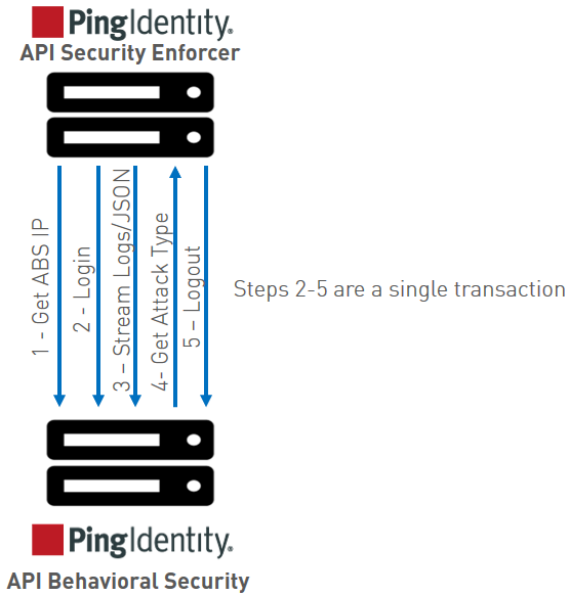 PingIdentity.
API Security Enforcer
1 - Get ABS IP
2 - Login
3 – Stream Logs/JSON
4- Get Attack Type
5 – Logout
Steps 2-5 are a single transaction
PingIdentity.
API Behavioral Security